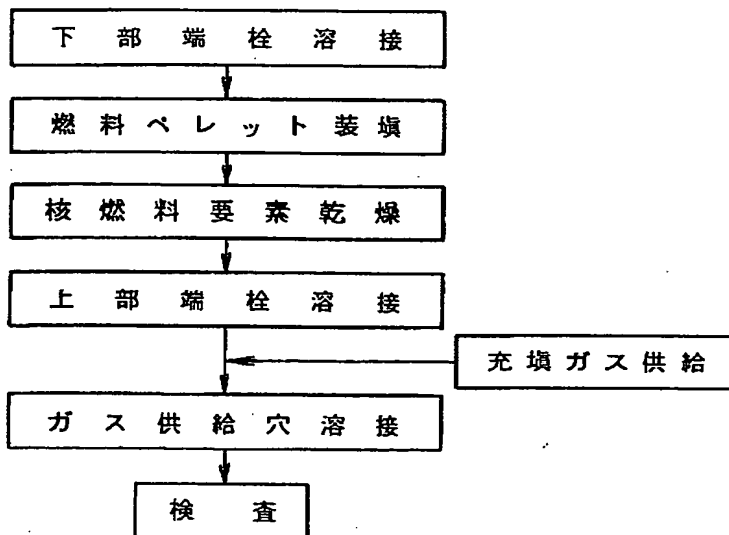 下部端栓溶接
燃料ペレット装塡
核燃料要素乾燥
上部端栓溶接
充塡ガス供給
ガス供給穴溶接
検査